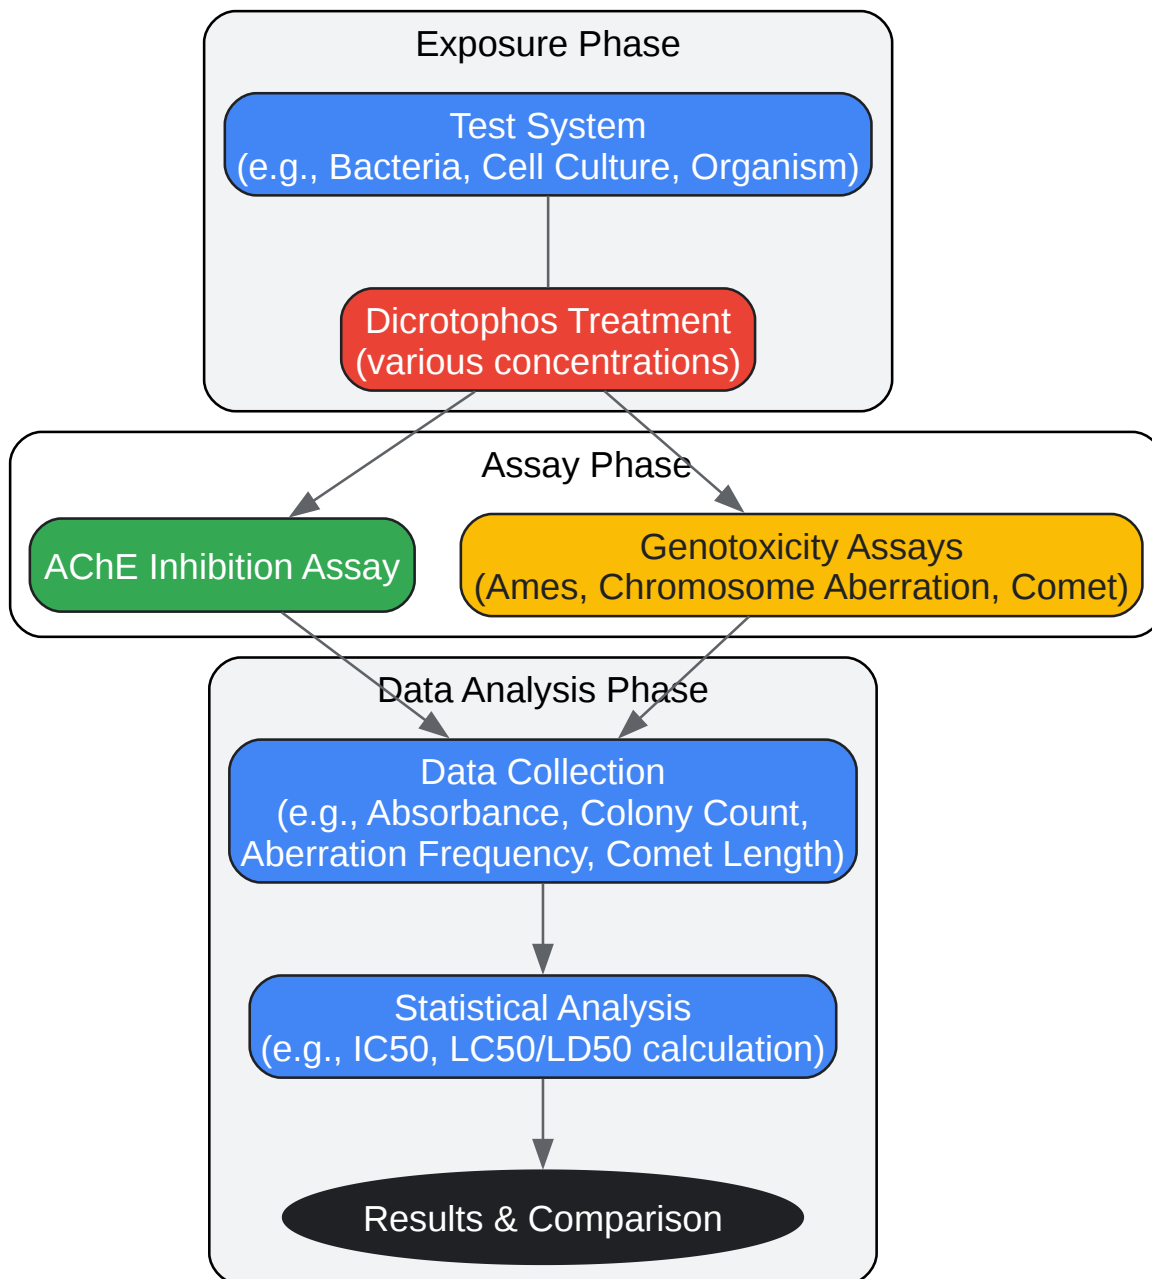 Exposure Phase
Test System
(e.g., Bacteria, Cell Culture, Organism)
Dicrotophos Treatment
(various concentrations)
Assay Phase
AChE Inhibition Assay
Genotoxicity Assays
(Ames, Chromosome Aberration, Comet)
Data Analysis Phase
Data Collection
(e.g., Absorbance, Colony Count,
Aberration Frequency, Comet Length)
Statistical Analysis
(e.g., IC50, LC50/LD50 calculation)
Results & Comparison